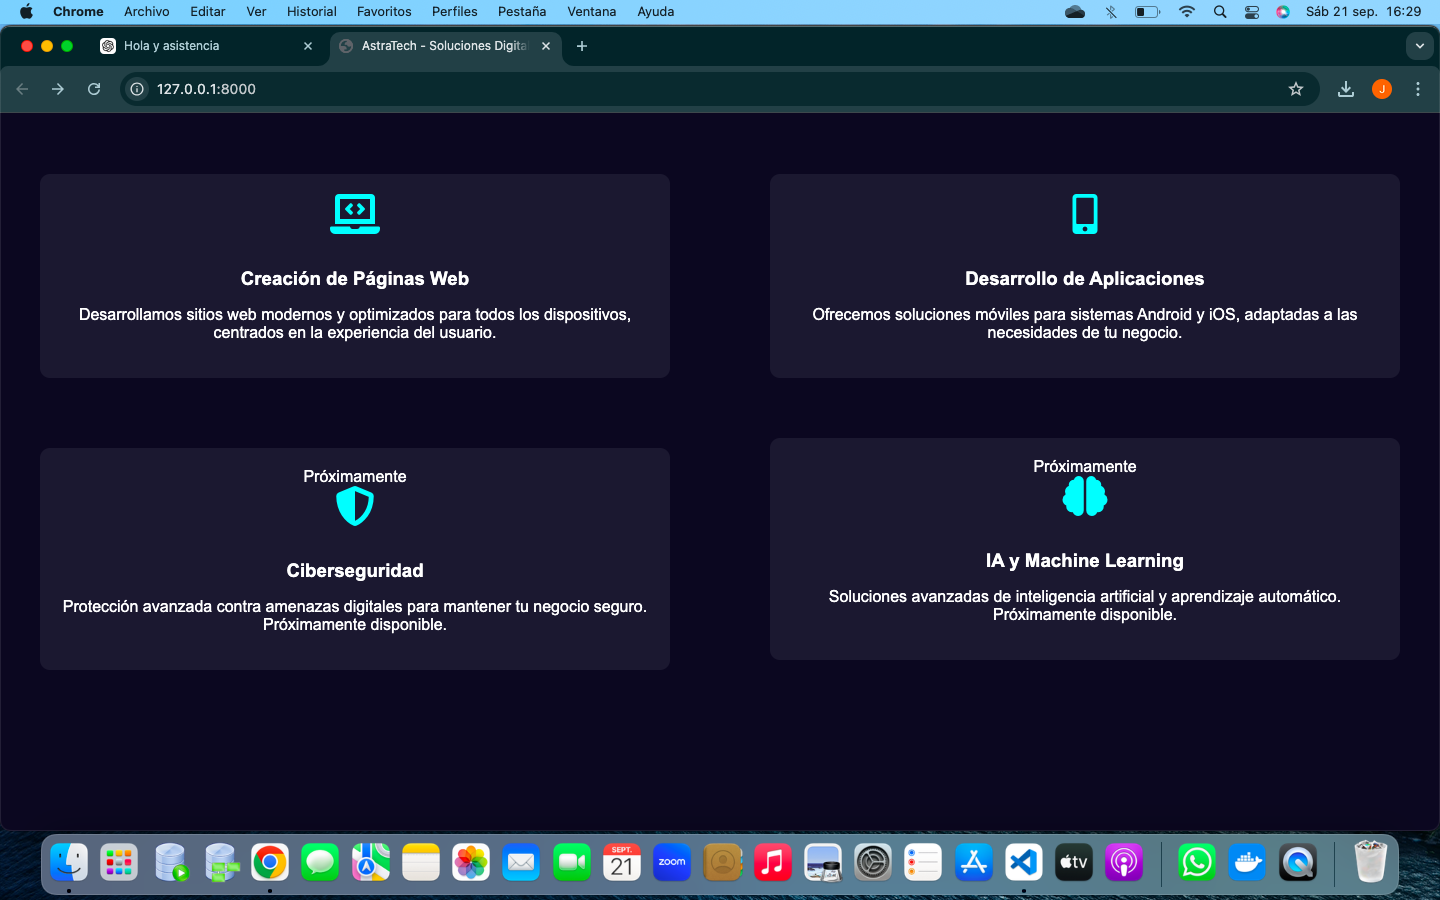 Chrome Archivo Editar Ver Historial Favoritos Perfiles Pestaña Ventana Ayuda Sáb 21 sep. 16:29
Hola y asistencia AstraTech - Soluciones Digita
127.0.0.1:8000 J
Creación de Páginas Web
Desarrollamos sitios web modernos y optimizados para todos los dispositivos,
centrados en la experiencia del usuario.
Desarrollo de Aplicaciones
Ofrecemos soluciones móviles para sistemas Android y iOS, adaptadas a las
necesidades de tu negocio.
Próximamente
Ciberseguridad
Protección avanzada contra amenazas digitales para mantener tu negocio seguro.
Próximamente disponible.
Próximamente
IA y Machine Learning
Soluciones avanzadas de inteligencia artificial y aprendizaje automático.
Próximamente disponible.
SEPT.
21
zoom
tv